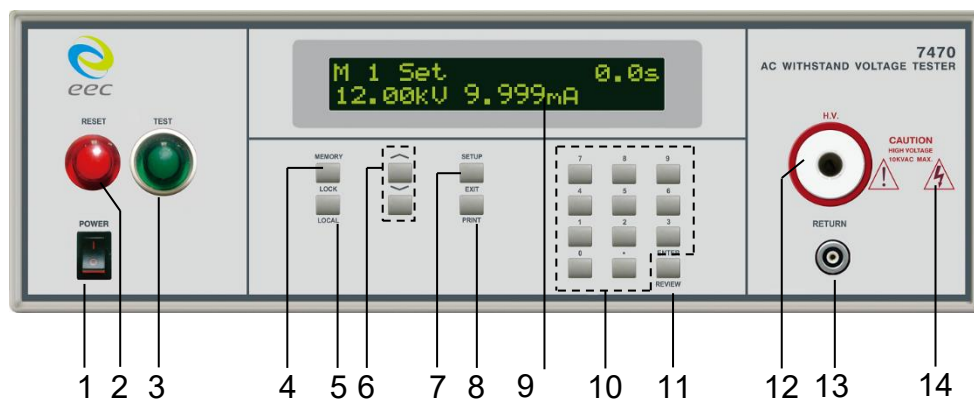 eec
RESET
TEST
POWER
M 1 Set 0.0s
12.00kV 9.999mA
MEMORY
LOCK
LOCAL
SETUP
EXIT
PRINT
7 8 9
4 5 6
1 2 3
0 • ENTER
REVIEW
7470
AC WITHSTAND VOLTAGE TESTER
H.V.
CAUTION
HIGH VOLTAGE
10KVAC MAX.
RETURN
1 2 3 4 5 6 7 8 9 10 11 12 13 14